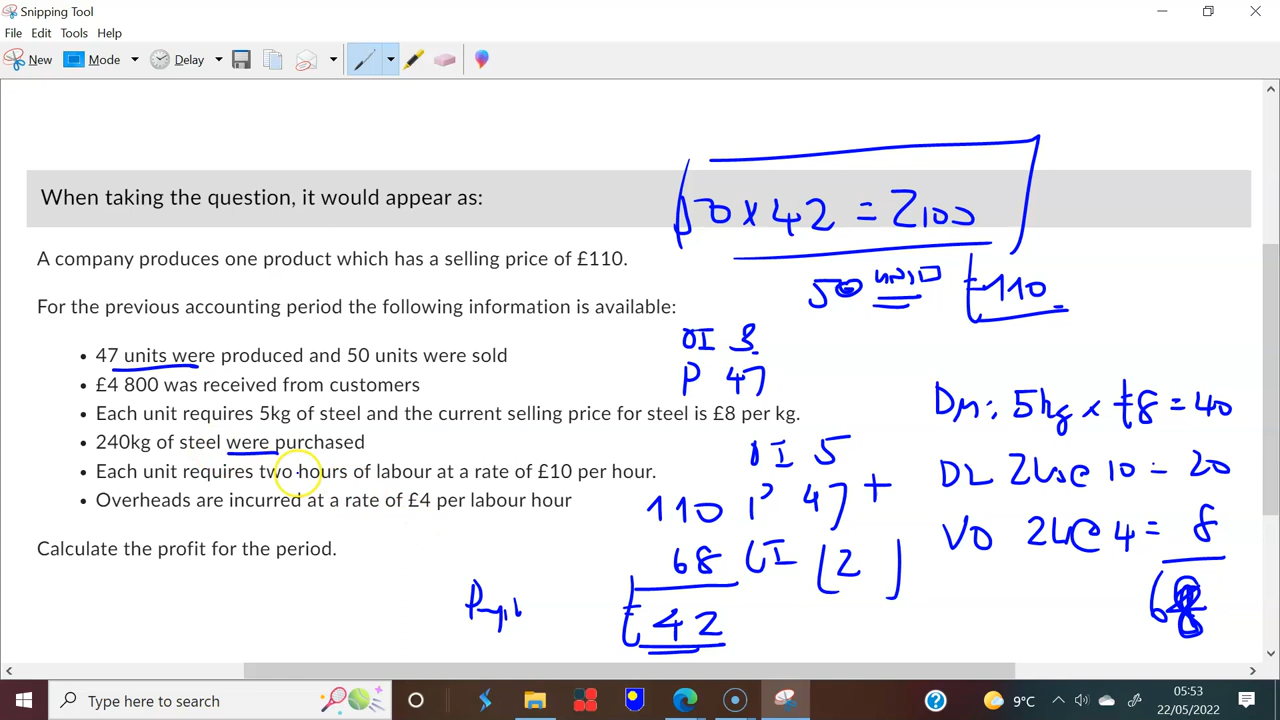 Snipping Tool
File Edit Tools Help
New Mode Delay
When taking the question, it would appear as:
50 x 42 = 2100
A company produces one product which has a selling price of £110.
50 units £110
For the previous accounting period the following information is available:
OI 3
• 47 units were produced and 50 units were sold
P 47
• £4 800 was received from customers
DM: 5kg x £8 = 40
• Each unit requires 5kg of steel and the current selling price for steel is £8 per kg.
• 240kg of steel were purchased
OI 5
• Each unit requires two hours of labour at a rate of £10 per hour.
DL 2hs@ 10 = 20
110 P 47 +
• Overheads are incurred at a rate of £4 per labour hour
VO 2h@ 4 = 8
Calculate the profit for the period.
68 CI (2)
£42
Type here to search
9°C
05:53
22/05/2022